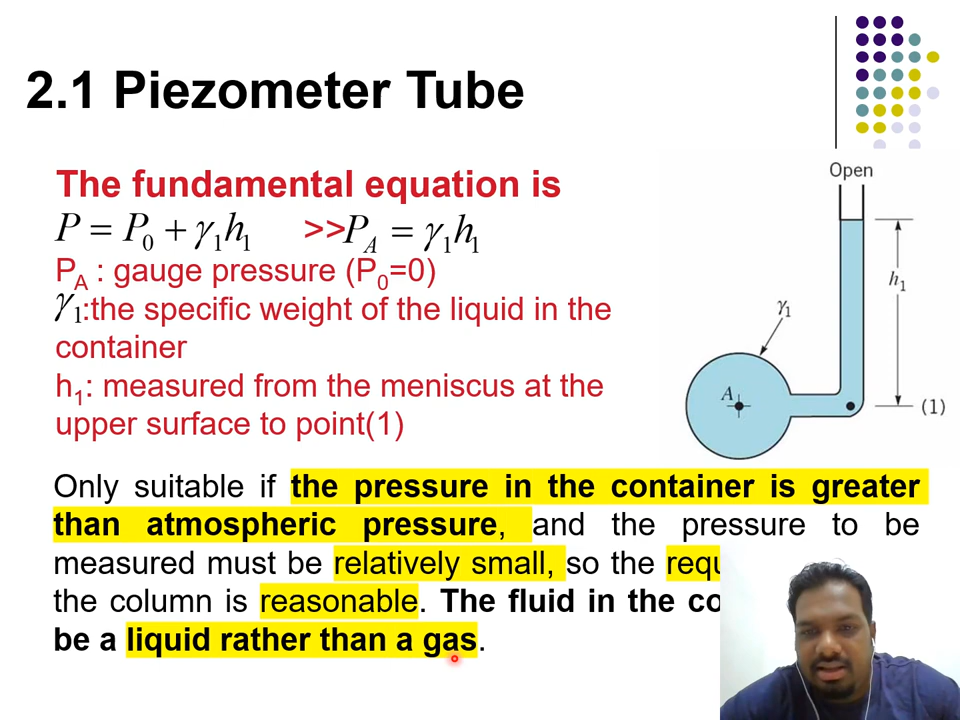 2.1 Piezometer Tube
The fundamental equation is
P = P₀ + γ₁h₁ >>P_A = γ₁h₁
P_A : gauge pressure (P₀=0)
γ₁:the specific weight of the liquid in the
container
h₁: measured from the meniscus at the
upper surface to point(1)
Open
h₁
γ₁
A
(1)
Only suitable if the pressure in the container is greater
than atmospheric pressure, and the pressure to be
measured must be relatively small, so the
the column is reasonable. The fluid in the
be a liquid rather than a gas.